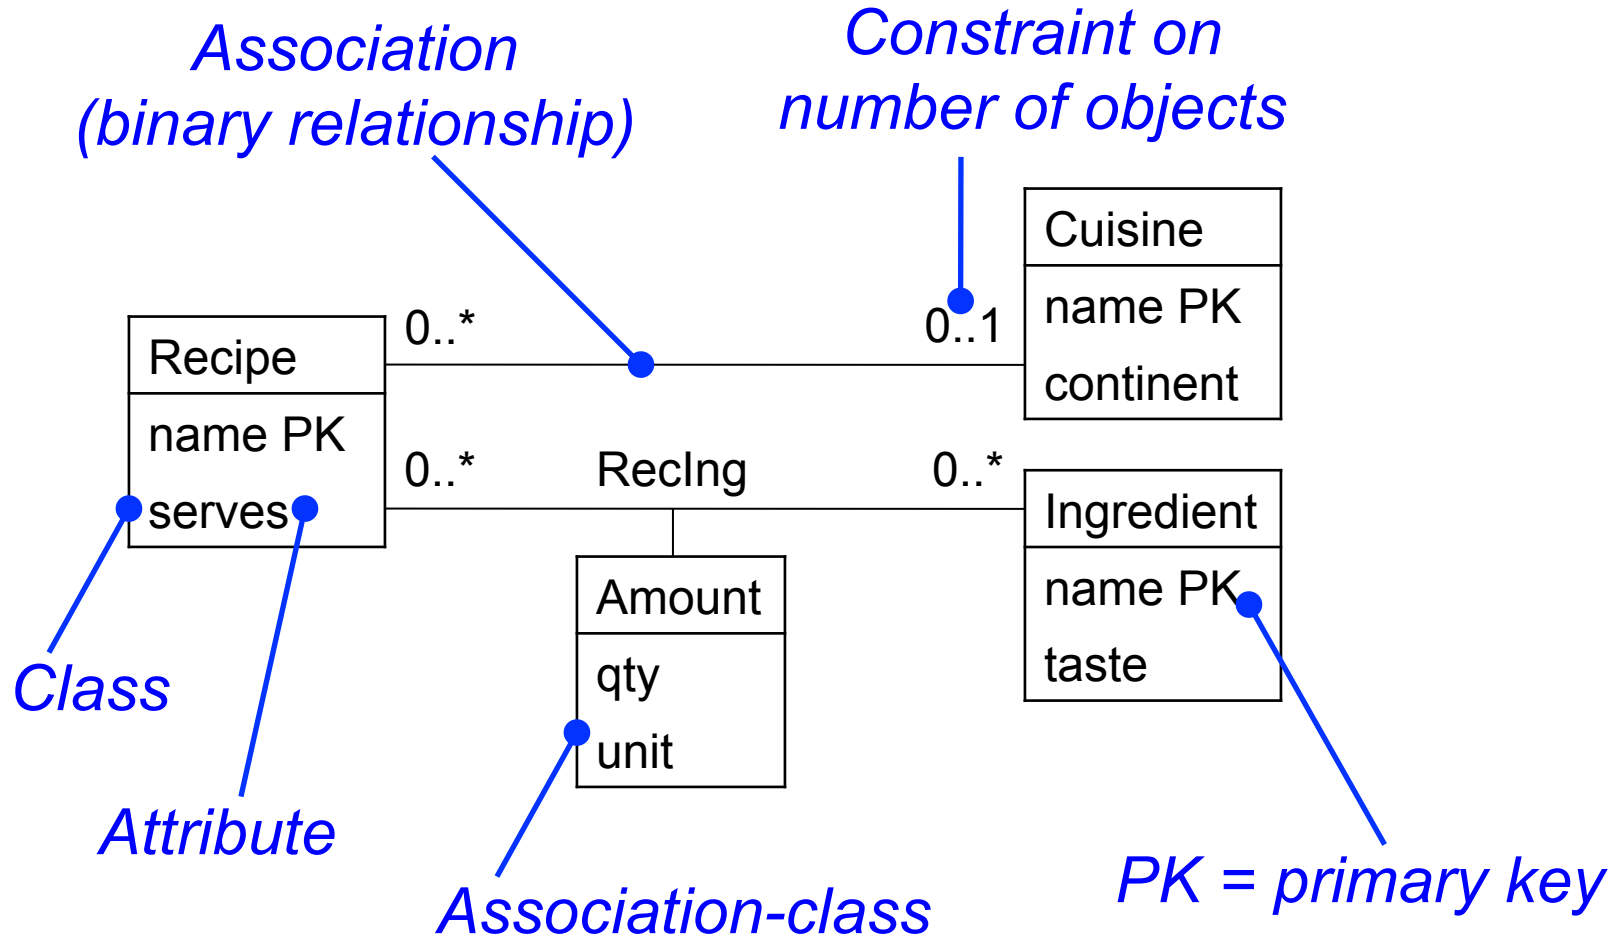 Association
(binary relationship)
Constraint on
number of objects
Cuisine
name PK
continent
0..*
0..1
Recipe
name PK
serves
0..*
RecIng
0..*
Ingredient
name PK
taste
Amount
qty
unit
Class
Attribute
Association-class
PK = primary key